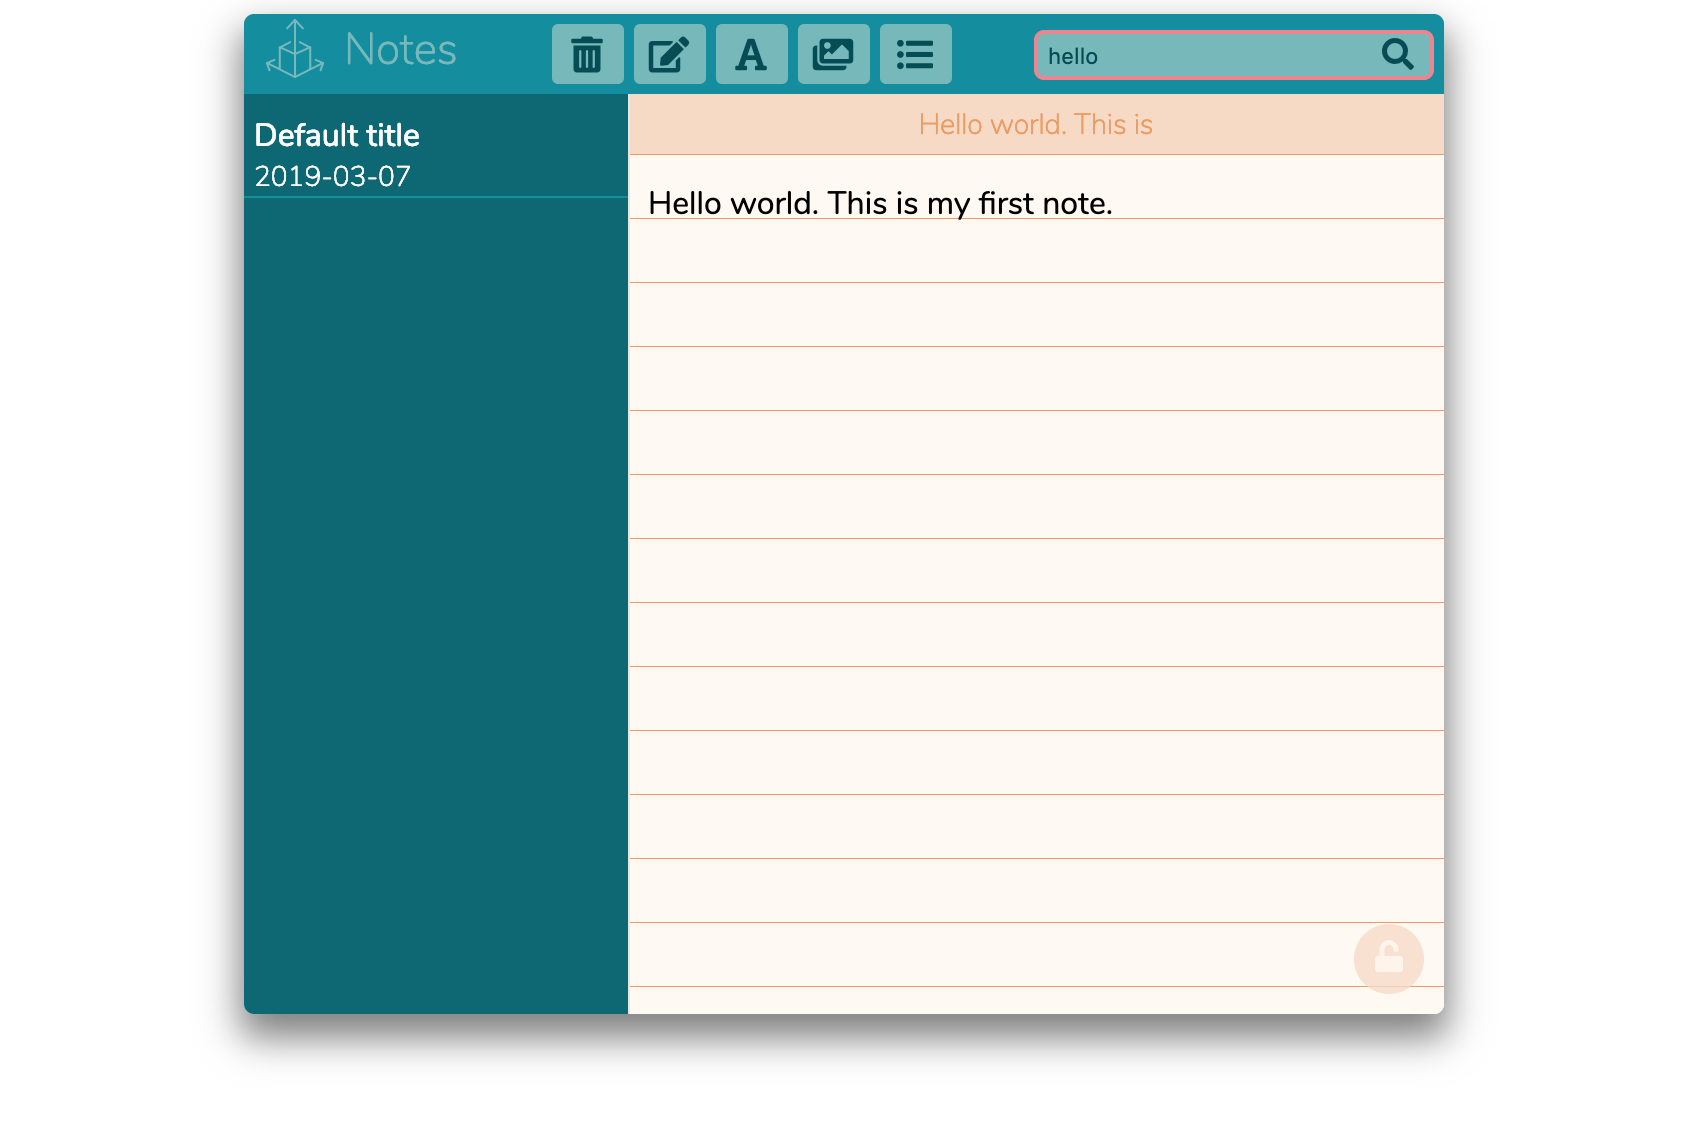 Notes
hello
Default title
2019-03-07
Hello world. This is
Hello world. This is my first note.